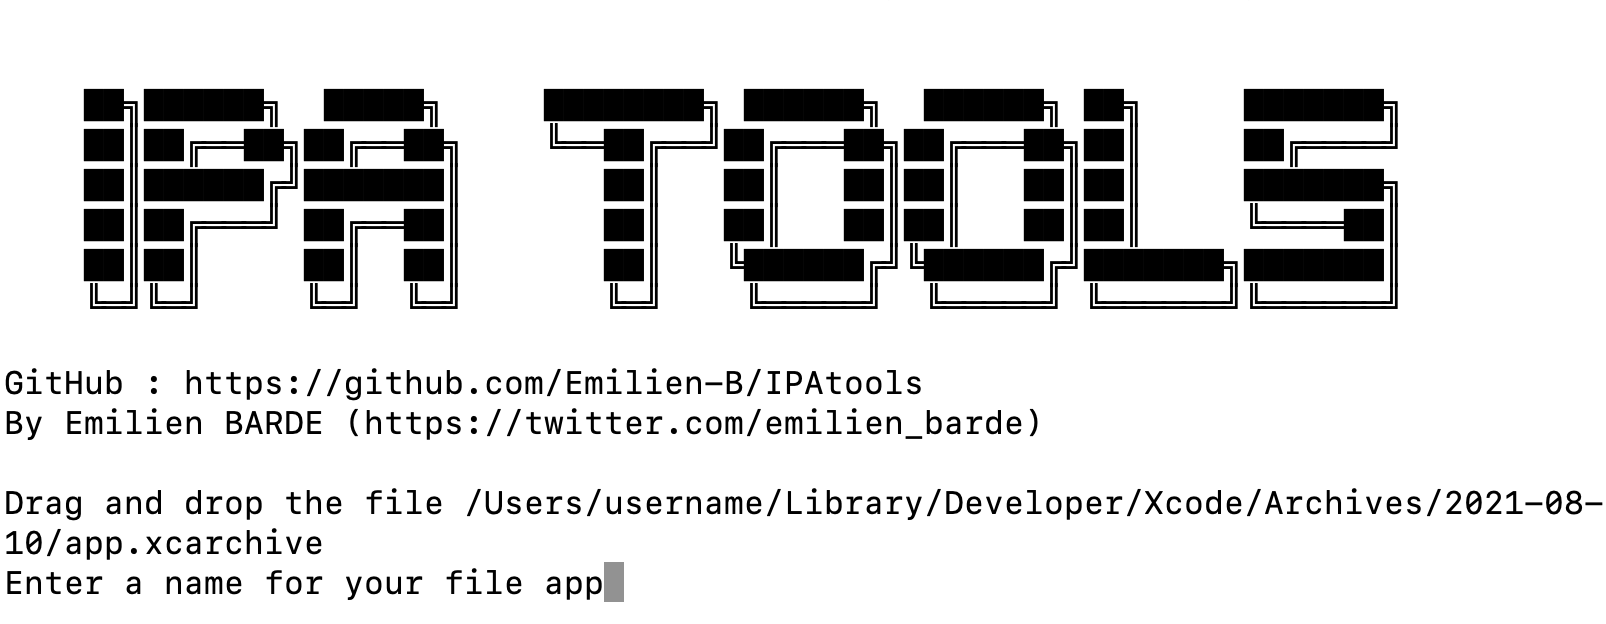 IPA TOOLS
GitHub : https://github.com/Emilien-B/IPAtools
By Emilien BARDE (https://twitter.com/emilien_barde)
Drag and drop the file /Users/username/Library/Developer/Xcode/Archives/2021-08-
10/app.xcarchive
Enter a name for your file app